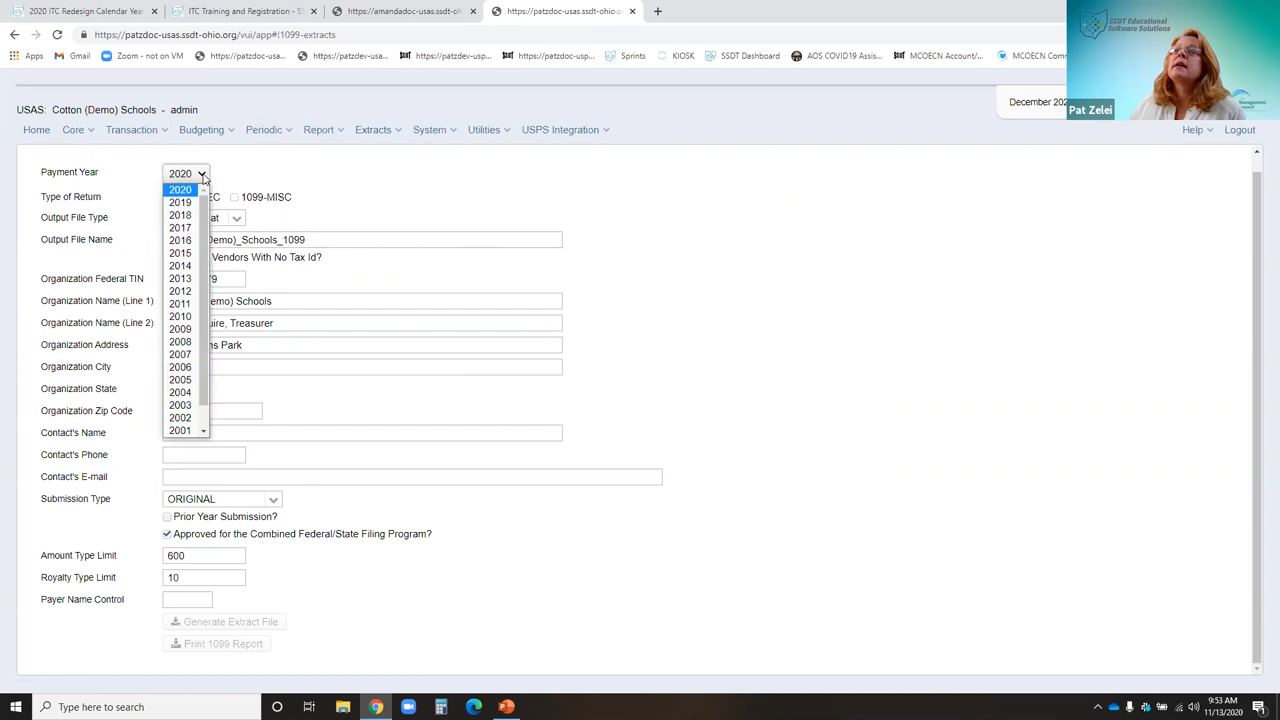 2020 ITC Redesign Calendar Year
ITC Training and Registration - S
https://amandadoc-usas.ssdt-oh
https://patzdoc-usas.ssdt-ohio.org
https://patzdoc-usas.ssdt-ohio.org/vui/app#!1099-extracts
Apps Gmail Zoom - not on VM https://patzdoc-usa... https://patzdev-usas... https://patzdoc-usp... Sprints KIOSK SSDT Dashboard AOS COVID19 Assis... MCOECN Account/... MCOECN Com
SSDT Educational
Software Solutions
Management
Pat Zelei
USAS: Cotton (Demo) Schools - admin
December 202
Home Core Transaction Budgeting Periodic Report Extracts System Utilities USPS Integration Help Logout
Payment Year 2020
2020
2019
2018
2017
2016
2015
2014
2013
2012
2011
2010
2009
2008
2007
2006
2005
2004
2003
2002
2001
Type of Return EC 1099-MISC
Output File Type at
Output File Name Demo)_Schools_1099
Vendors With No Tax Id?
Organization Federal TIN 79
Organization Name (Line 1) emo) Schools
Organization Name (Line 2) uire, Treasurer
Organization Address ns Park
Organization City
Organization State
Organization Zip Code
Contact's Name
Contact's Phone
Contact's E-mail
Submission Type ORIGINAL
Prior Year Submission?
Approved for the Combined Federal/State Filing Program?
Amount Type Limit 600
Royalty Type Limit 10
Payer Name Control
Generate Extract File
Print 1099 Report
Type here to search
9:53 AM
11/13/2020
1